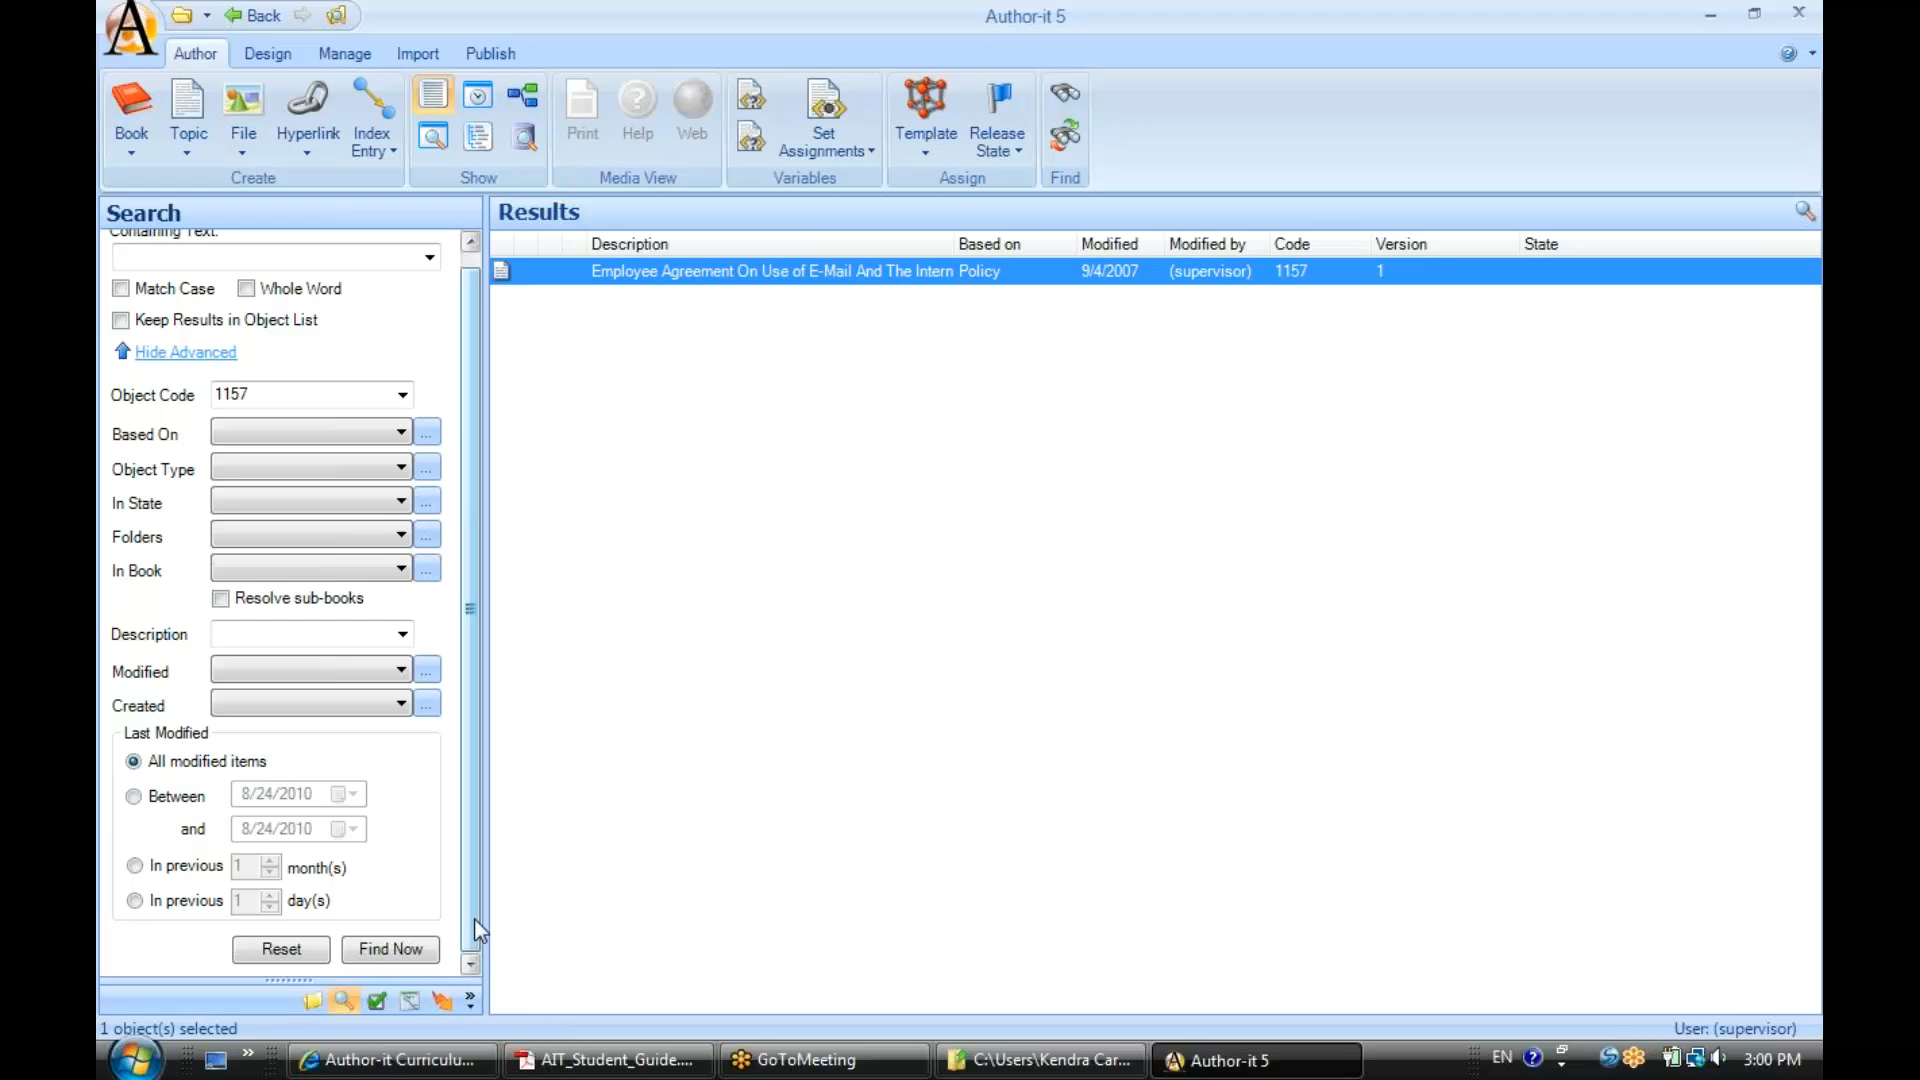 Back
Author-it 5
Author
Design
Manage
Import
Publish
Book
Topic
File
Hyperlink
Index
Entry
Create
Show
Print
Help
Web
Media View
Set
Assignments
Variables
Template
Release
State
Assign
Find
Search
Containing Text:
Match Case
Whole Word
Keep Results in Object List
Hide Advanced
Object Code 1157
Based On ...
Object Type ...
In State ...
Folders ...
In Book ...
Resolve sub-books
Description
Modified ...
Created ...
Last Modified
All modified items
Between 8/24/2010
and 8/24/2010
In previous 1 month(s)
In previous 1 day(s)
Reset
Find Now
Results
Description Based on Modified Modified by Code Version State
Employee Agreement On Use of E-Mail And The Intern Policy 9/4/2007 (supervisor) 1157 1
1 object(s) selected
User: (supervisor)
Author-it Curriculu...
AIT_Student_Guide....
GoToMeeting
C:\Users\Kendra Car...
Author-it 5
EN
3:00 PM